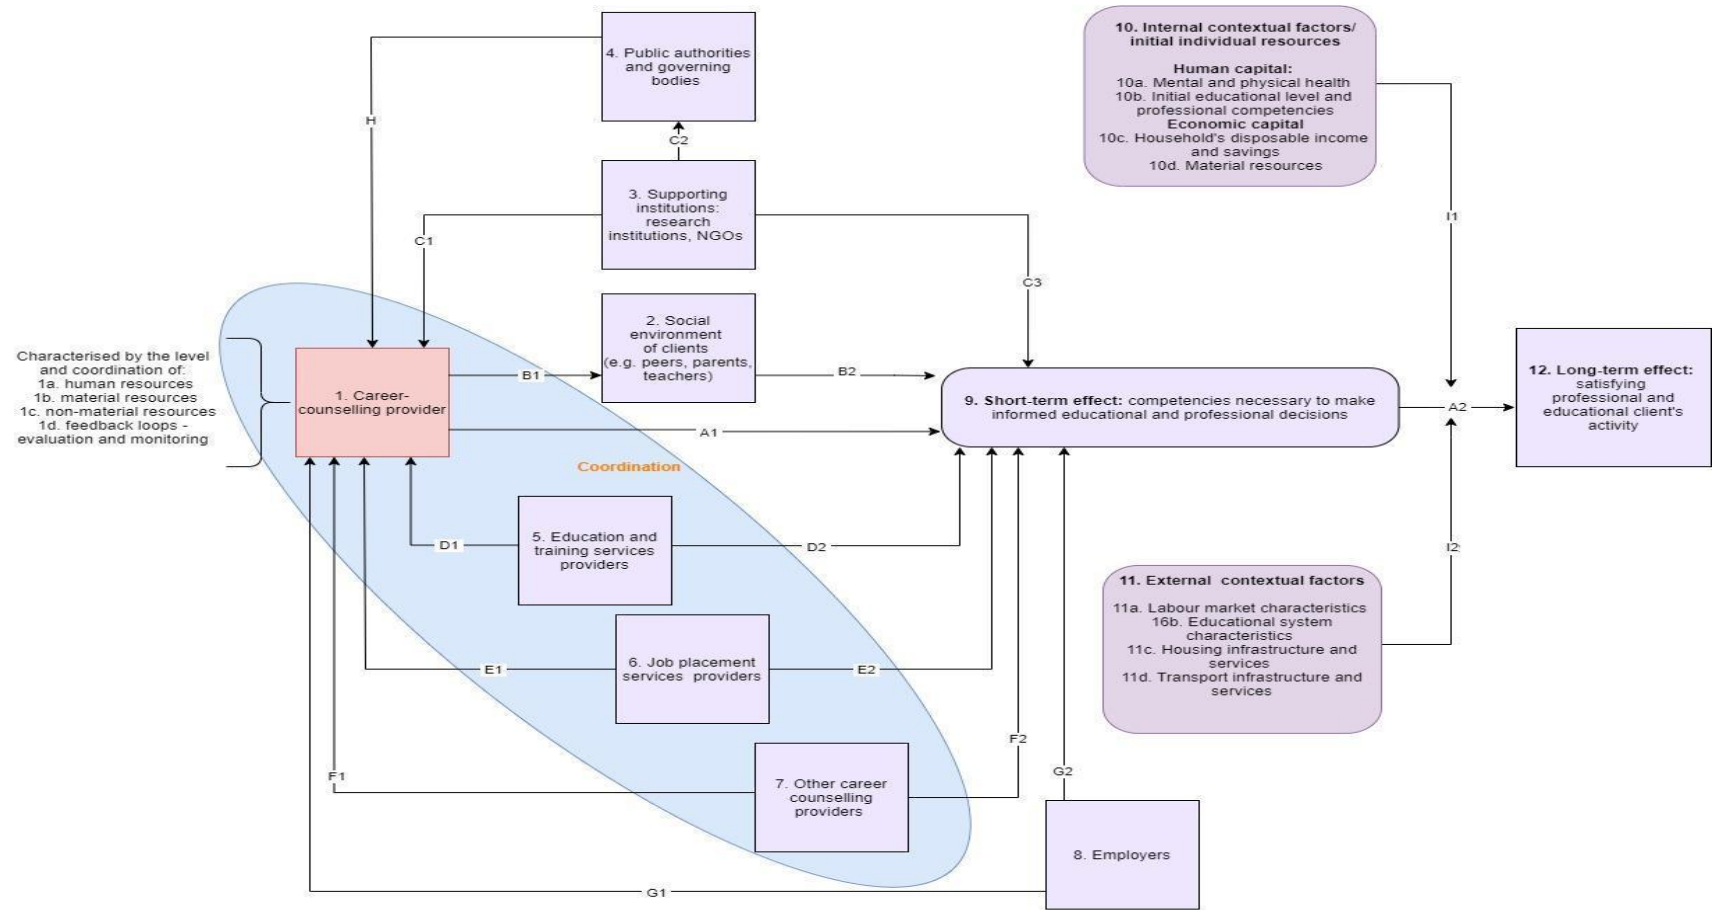 4. Public authorities
and governing
bodies
H
C2
3. Supporting
institutions:
research
institutions, NGOs
C1
C3
10. Internal contextual factors/
initial individual resources
Human capital:
10a. Mental and physical health
10b. Initial educational level and
professional competencies
Economic capital
10c. Household's disposable income
and savings
10d. Material resources
I1
2. Social
environment
of clients
(e.g. peers, parents,
teachers)
B1
B2
Characterised by the level
and coordination of:
1a. human resources
1b. material resources
1c. non-material resources
1d. feedback loops -
evaluation and monitoring
1. Career-
counselling provider
A1
9. Short-term effect: competencies necessary to make
informed educational and professional decisions
A2
12. Long-term effect:
satisfying
professional and
educational client's
activity
Coordination
5. Education and
training services
providers
D1
D2
I2
6. Job placement
services providers
E1
E2
11. External contextual factors
11a. Labour market characteristics
16b. Educational system
characteristics
11c. Housing infrastructure and
services
11d. Transport infrastructure and
services
7. Other career
counselling
providers
F1
F2
G2
8. Employers
G1